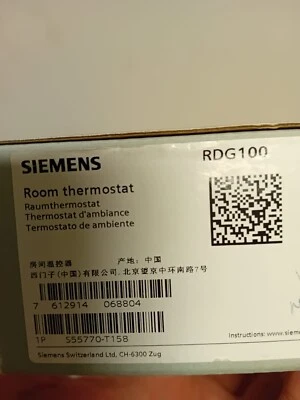 SIEMENS
RDG100
Room thermostat
Raumthermostat
Thermostat d'ambiance
Termostato de ambiente
房间温控器 产地: 中国
西门子(中国)有限公司, 北京望京中环南路7号
7 612914 068804
1P S55770-T158
Instructions: www.sieme
Siemens Switzerland Ltd, CH-6300 Zug